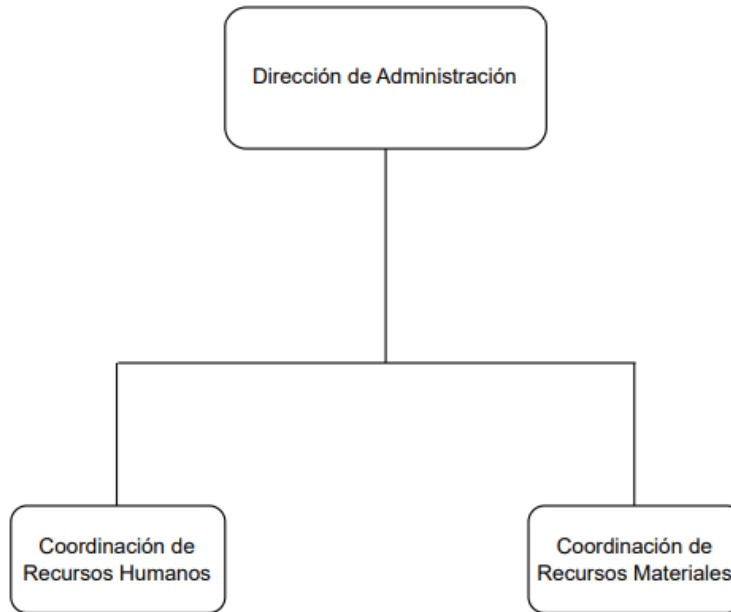 Dirección de Administración
Coordinación de
Recursos Humanos
Coordinación de
Recursos Materiales